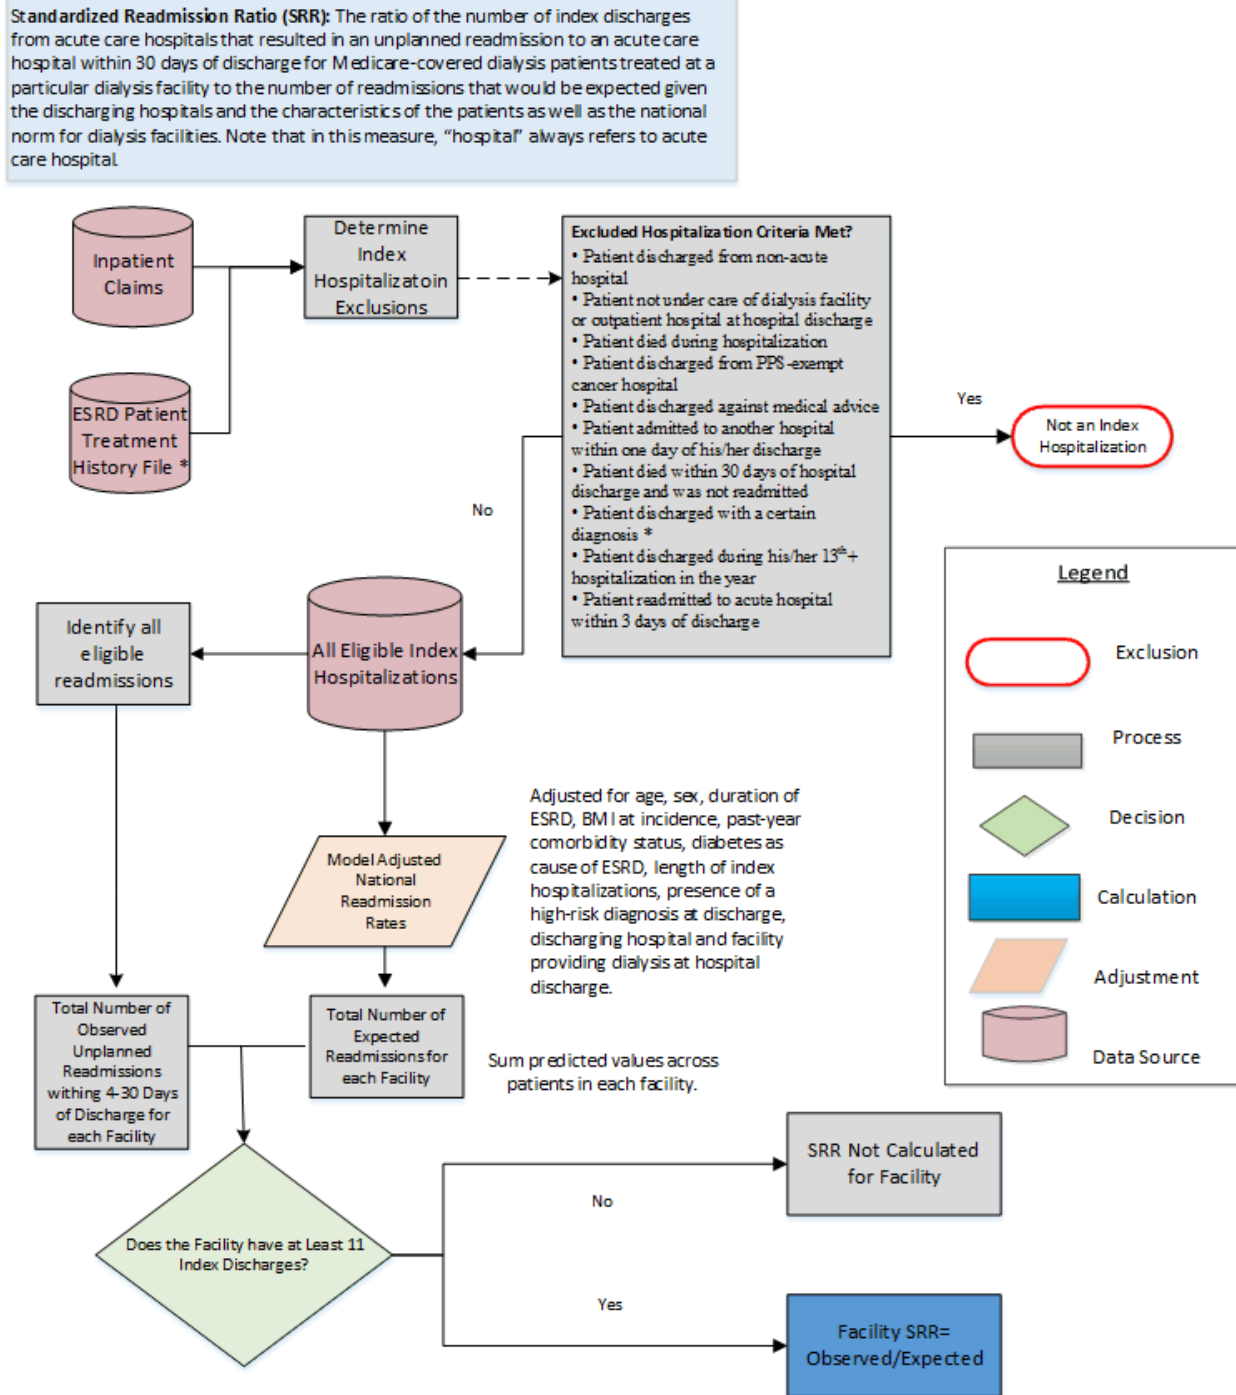 Standardized Readmission Ratio (SRR): The ratio of the number of index discharges
from acute care hospitals that resulted in an unplanned readmission to an acute care
hospital within 30 days of discharge for Medicare-covered dialysis patients treated at a
particular dialysis facility to the number of readmissions that would be expected given
the discharging hospitals and the characteristics of the patients as well as the national
norm for dialysis facilities. Note that in this measure, “hospital” always refers to acute
care hospital.
Inpatient
Claims
Determine
Index
Hospitalizatoin
Exclusions
ESRD Patient
Treatment
History File *
Excluded Hospitalization Criteria Met?
• Patient discharged from non-acute
hospital
• Patient not under care of dialysis facility
or outpatient hospital at hospital discharge
• Patient died during hospitalization
• Patient discharged from PPS-exempt
cancer hospital
• Patient discharged against medical advice
• Patient admitted to another hospital
within one day of his/her discharge
• Patient died within 30 days of hospital
discharge and was not readmitted
• Patient discharged with a certain
diagnosis *
• Patient discharged during his/her 13th+
hospitalization in the year
• Patient readmitted to acute hospital
within 3 days of discharge
Yes
Not an Index
Hospitalization
No
All Eligible Index
Hospitalizations
Identify all
eligible
readmissions
Legend
Exclusion
Process
Decision
Calculation
Adjustment
Data Source
Model Adjusted
National
Readmission
Rates
Adjusted for age, sex, duration of
ESRD, BMI at incidence, past-year
comorbidity status, diabetes as
cause of ESRD, length of index
hospitalizations, presence of a
high-risk diagnosis at discharge,
discharging hospital and facility
providing dialysis at hospital
discharge.
Total Number of
Observed
Unplanned
Readmissions
withing 4-30 Days
of Discharge for
each Facility
Total Number of
Expected
Readmissions for
each Facility
Sum predicted values across
patients in each facility.
Does the Facility have at Least 11
Index Discharges?
No
SRR Not Calculated
for Facility
Yes
Facility SRR=
Observed/Expected